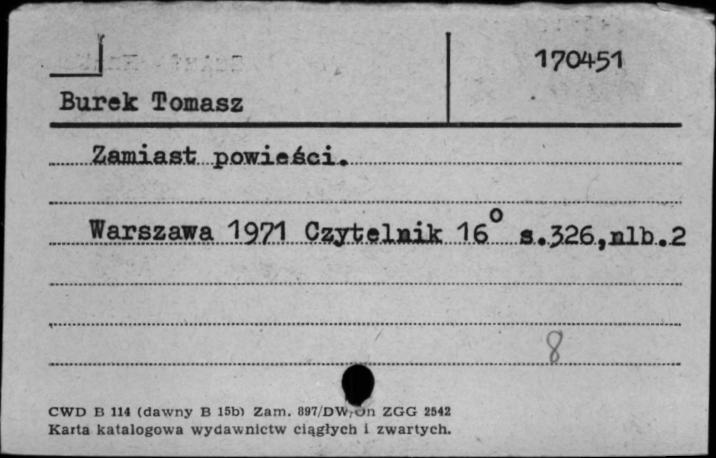 170451
Burek Tomasz
Zamiast powieści.
Warszawa 1971 Czytelnik 16° s.326,nlb.2
8
CWD B 114 (dawny B 15b) Zam. 897/DW/Un ZGG 2542
Karta katalogowa wydawnictw ciągłych i zwartych.